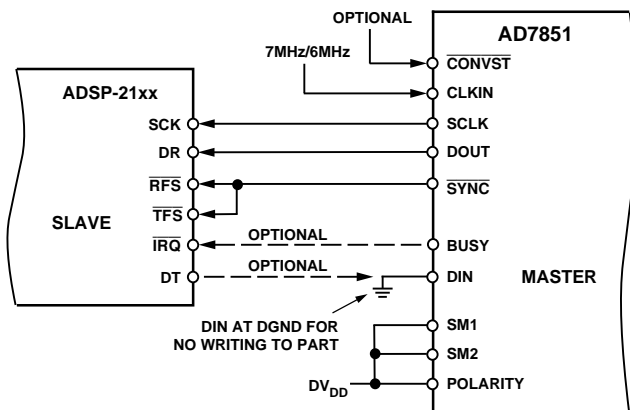 OPTIONAL
AD7851
7MHz/6MHz
CONVST
ADSP-21xx
CLKIN
SCK
SCLK
DR
DOUT
RFS
SYNC
TFS
SLAVE
OPTIONAL
IRQ
BUSY
OPTIONAL
DT
DIN
MASTER
DIN AT DGND FOR
NO WRITING TO PART
SM1
SM2
DVDD
POLARITY